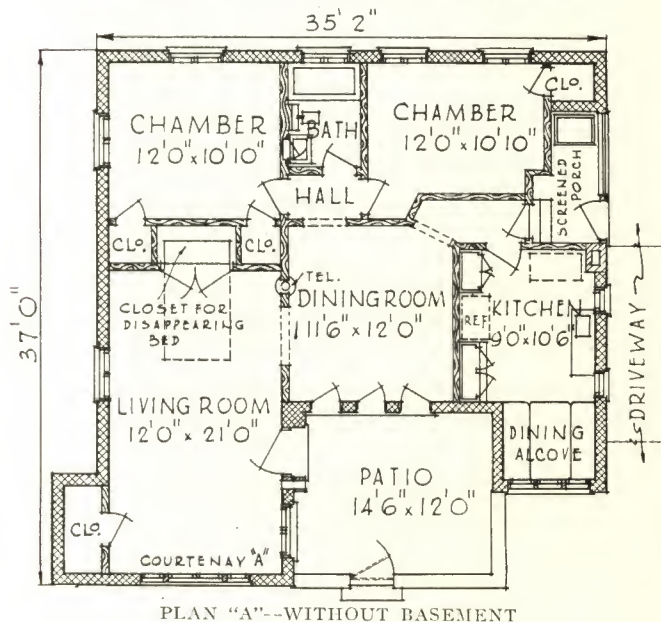 35'2"
CLO.
CHAMBER
12'0"x10'10"
BATH
CHAMBER
12'0"x10'10"
HALL
SCREENED
PORCH
CLO.
CLO.
37'0"
CLOSET FOR
DISAPPEARING
BED
TEL.
DINING ROOM
11'6"x12'0"
REF
KITCHEN
9'0"x10'6"
DRIVEWAY
LIVING ROOM
12'0"x21'0"
DINING
ALCOVE
PATIO
14'6"x12'0"
CLO.
COURTENAY "A"
PLAN "A"--WITHOUT BASEMENT